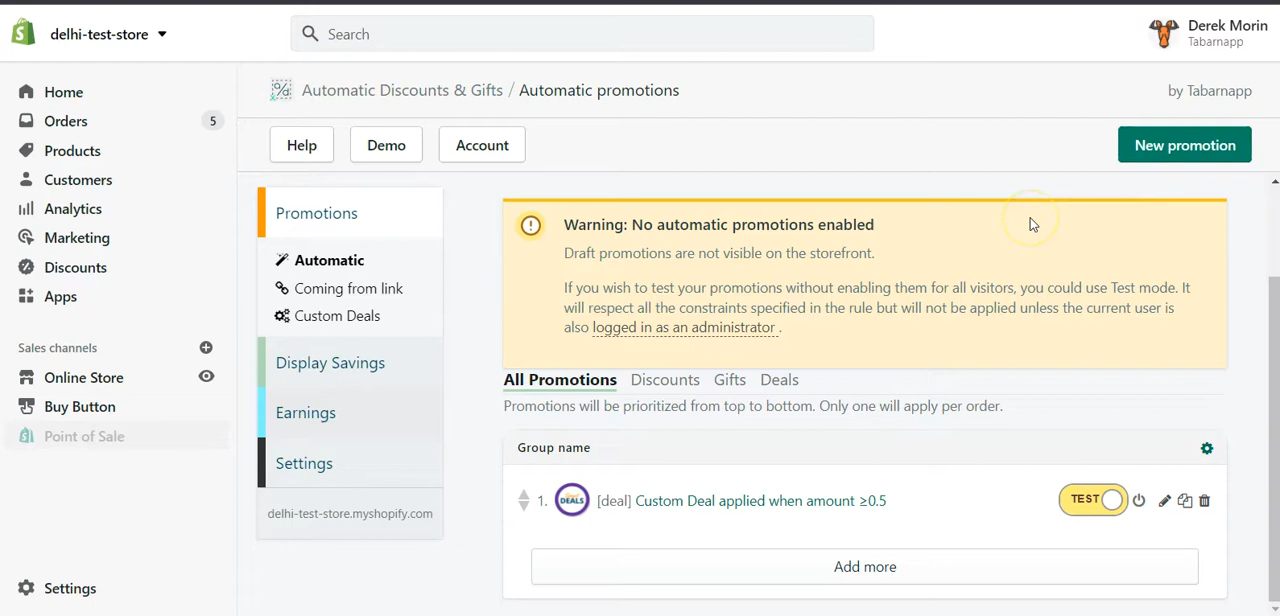 delhi-test-store
Search
Derek Morin
Tabarnapp
Home
Orders
5
Products
Customers
Analytics
Marketing
Discounts
Apps
Sales channels
Online Store
Buy Button
Point of Sale
Settings
Automatic Discounts & Gifts / Automatic promotions
by Tabarnapp
Help
Demo
Account
New promotion
Promotions
Automatic
Coming from link
Custom Deals
Display Savings
Earnings
Settings
delhi-test-store.myshopify.com
Warning: No automatic promotions enabled
Draft promotions are not visible on the storefront.
If you wish to test your promotions without enabling them for all visitors, you could use Test mode. It
will respect all the constraints specified in the rule but will not be applied unless the current user is
also logged in as an administrator .
All Promotions Discounts Gifts Deals
Promotions will be prioritized from top to bottom. Only one will apply per order.
Group name
1. DEALS [deal] Custom Deal applied when amount ≥0.5
TEST
Add more